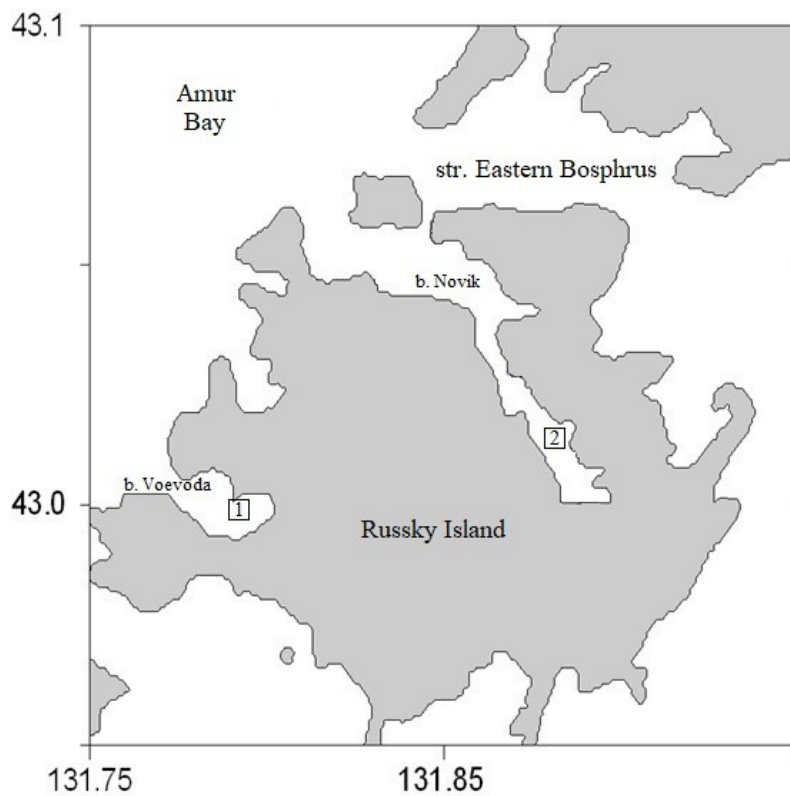 43.1
Amur
Bay
str. Eastern Bosphrus
b. Novik
2
b. Voevoda
43.0
1
Russky Island
131.75
131.85